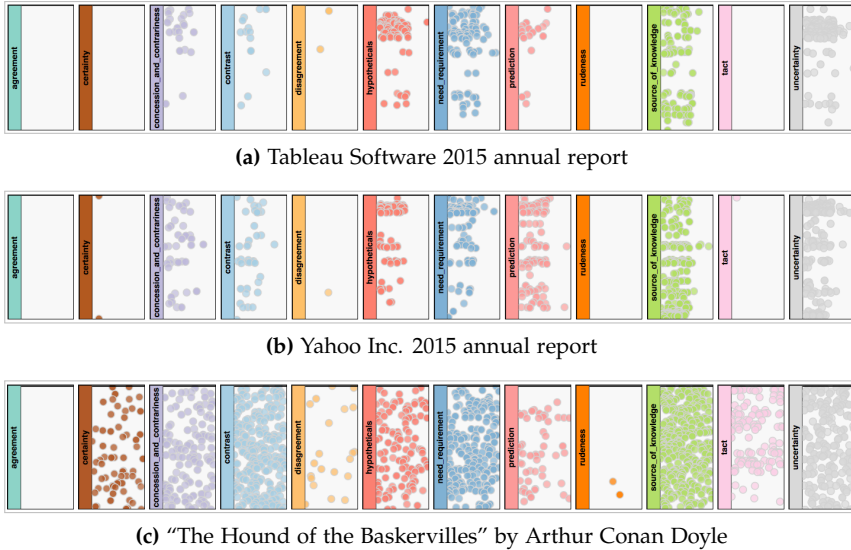 agreement
certainty
concession_and_contrariness
contrast
disagreement
hypotheticals
need_requirement
prediction
rudeness
source_of_knowledge
tact
uncertainty
(a) Tableau Software 2015 annual report
agreement
certainty
concession_and_contrariness
contrast
disagreement
hypotheticals
need_requirement
prediction
rudeness
source_of_knowledge
tact
uncertainty
(b) Yahoo Inc. 2015 annual report
agreement
certainty
concession_and_contrariness
contrast
disagreement
hypotheticals
need_requirement
prediction
rudeness
source_of_knowledge
tact
uncertainty
(c) “The Hound of the Baskervilles” by Arthur Conan Doyle